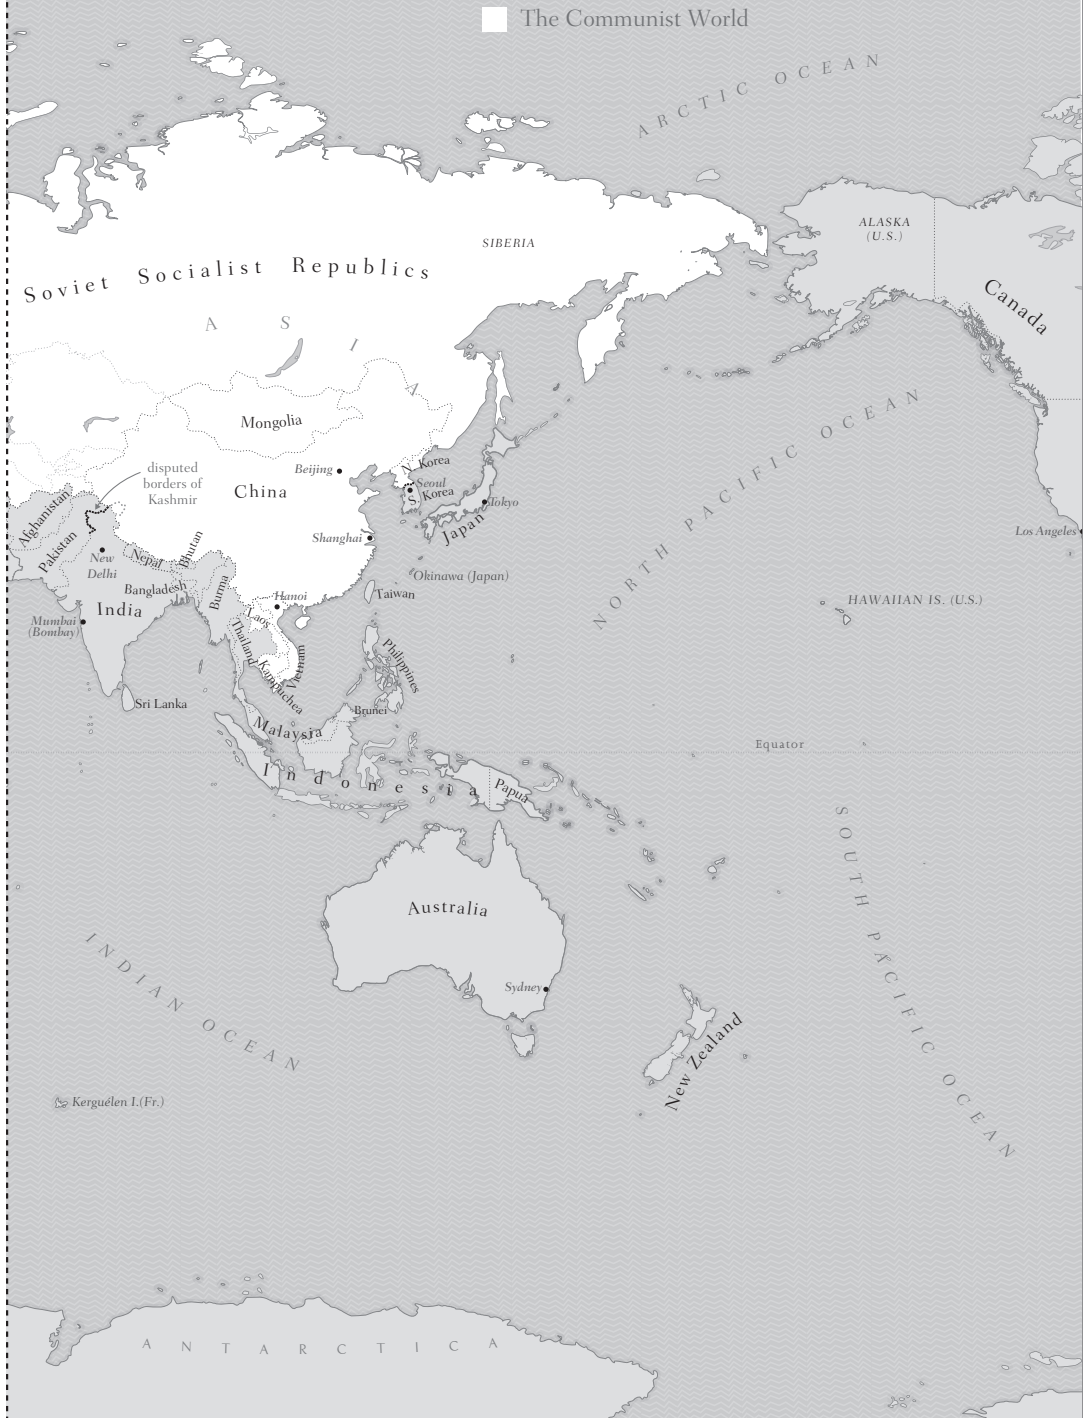 The Communist World
ARCTIC OCEAN
ALASKA
(U.S.)
SIBERIA
Soviet Socialist Republics
Canada
ASIA
Mongolia
NORTH PACIFIC OCEAN
disputed
borders of
Kashmir
Beijing
N. Korea
Seoul
S. Korea
China
Afghanistan
Tokyo
Japan
Los Angeles
Shanghai
Pakistan
New
Delhi
Nepal
Bhutan
Okinawa (Japan)
Bangladesh
Burma
Hanoi
Taiwan
HAWAIIAN IS. (U.S.)
India
Mumbai
(Bombay)
Laos
Thailand
Vietnam
Kampuchea
Philippines
Sri Lanka
Brunei
Malaysia
Equator
Indonesia
Papua
SOUTH PACIFIC OCEAN
Australia
INDIAN OCEAN
Sydney
New Zealand
Kerguélen I.(Fr.)
ANTARCTICA